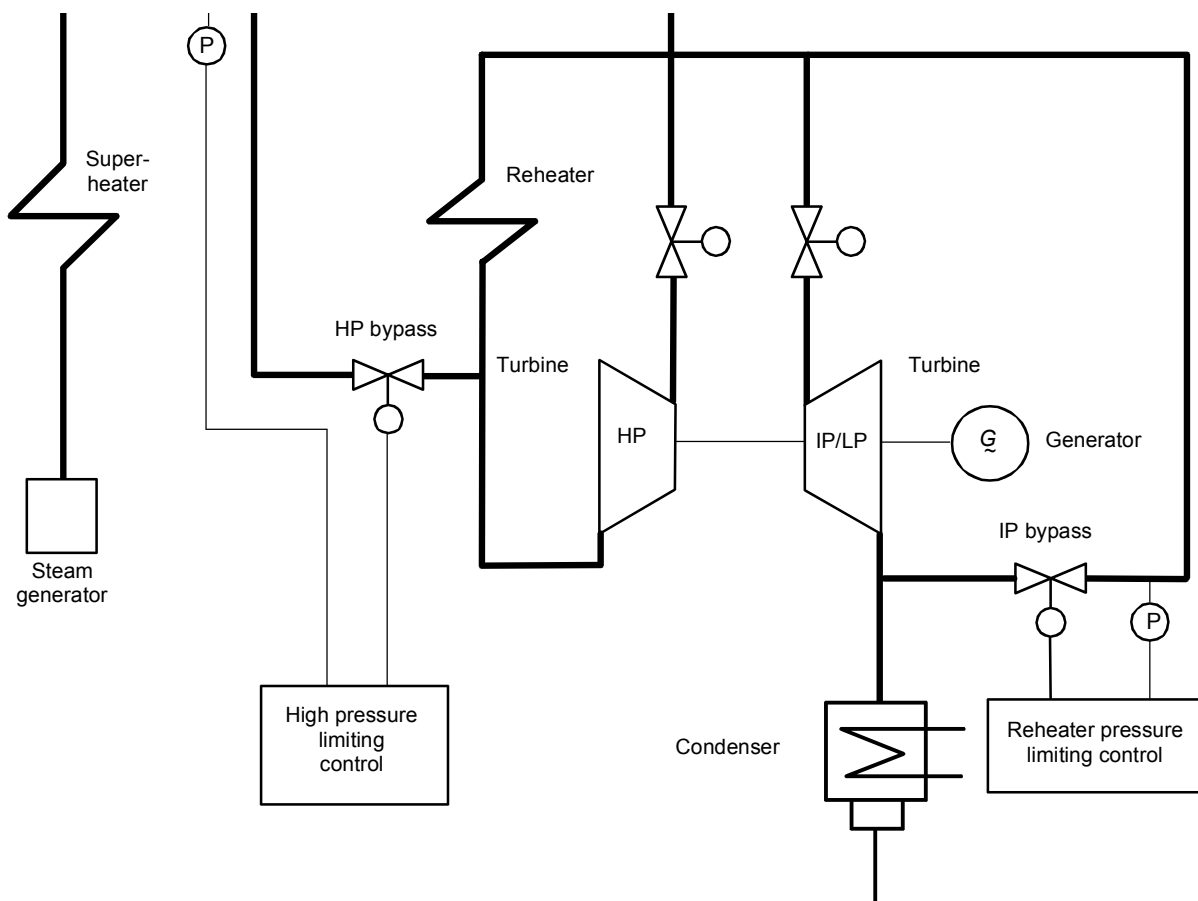 P
Super-
heater
Reheater
HP bypass
Turbine
Turbine
HP
IP/LP
G
~
Generator
IP bypass
Steam
generator
P
High pressure
limiting
control
Reheater pressure
limiting control
Condenser